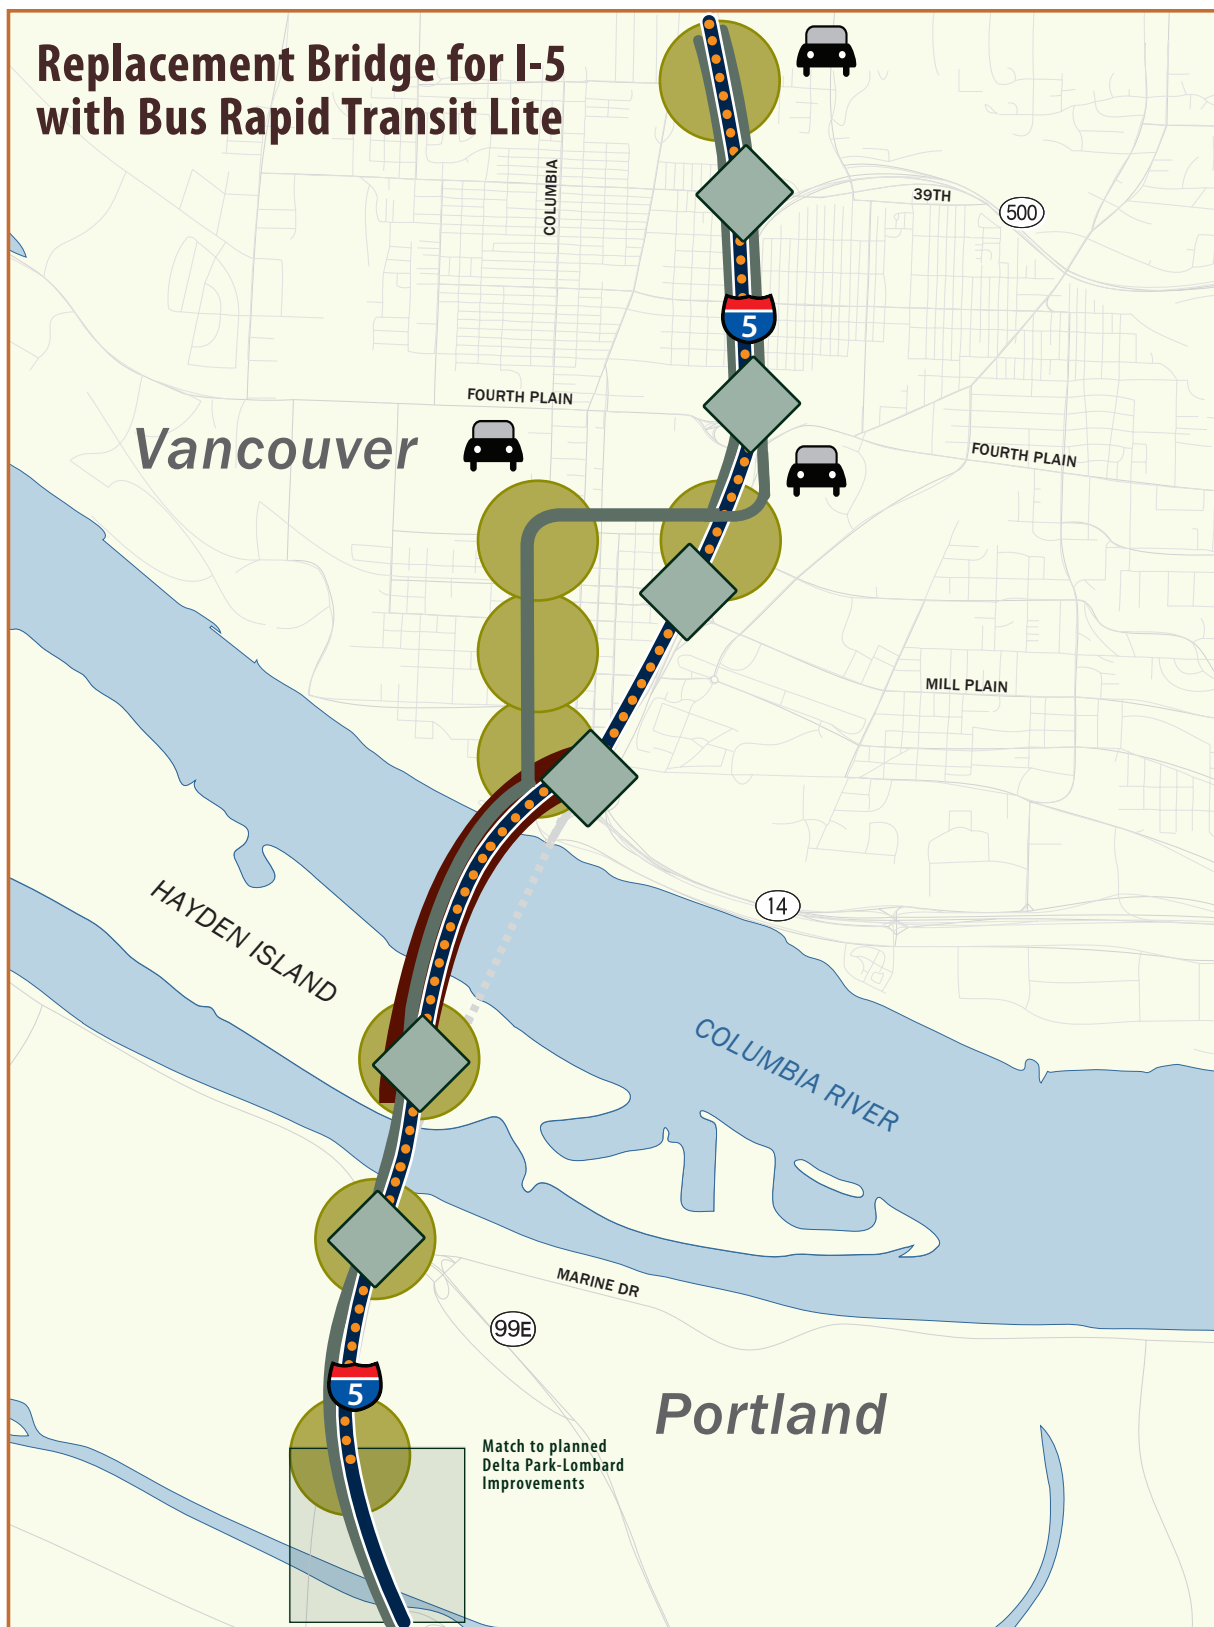 Replacement Bridge for I-5
with Bus Rapid Transit Lite
COLUMBIA
39TH
500
5
FOURTH PLAIN
Vancouver
FOURTH PLAIN
MILL PLAIN
HAYDEN ISLAND
14
COLUMBIA RIVER
MARINE DR
99E
5
Portland
Match to planned
Delta Park-Lombard
Improvements